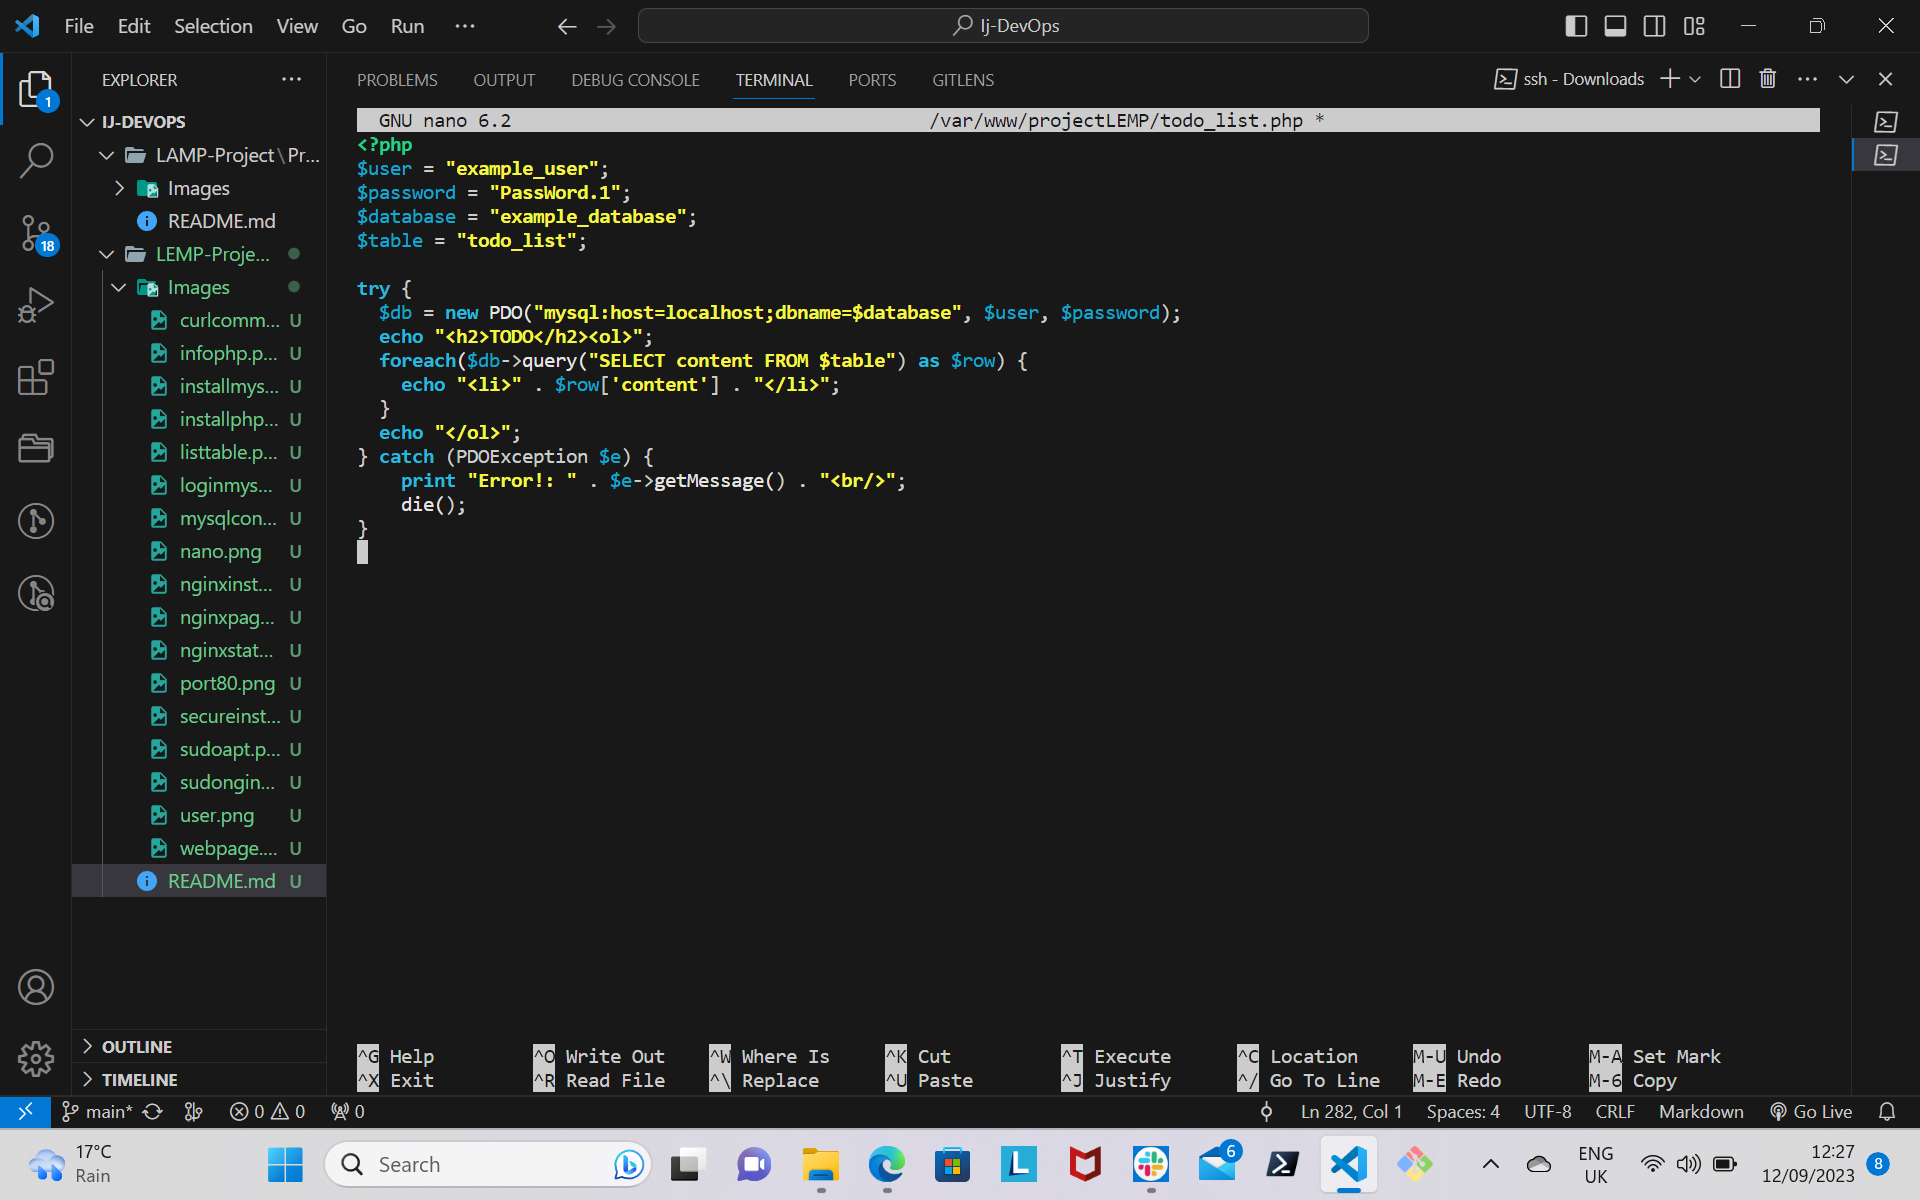 File Edit Selection View Go Run ··· Ij-DevOps
EXPLORER
IJ-DEVOPS
LAMP-Project\Pr...
Images
README.md
LEMP-Proje...
Images
curlcomm... U
infophp.p... U
installmys... U
installphp... U
listtable.p... U
loginmys... U
mysqlcon... U
nano.png U
nginxinst... U
nginxpag... U
nginxstat... U
port80.png U
secureinst... U
sudoapt.p... U
sudongin... U
user.png U
webpage.... U
README.md U
OUTLINE
TIMELINE
1
18
PROBLEMS OUTPUT DEBUG CONSOLE TERMINAL PORTS GITLENS ssh - Downloads
GNU nano 6.2 /var/www/projectLEMP/todo_list.php *
<?php
$user = "example_user";
$password = "PassWord.1";
$database = "example_database";
$table = "todo_list";
try {
  $db = new PDO("mysql:host=localhost;dbname=$database", $user, $password);
  echo "<h2>TODO</h2><ol>";
  foreach($db->query("SELECT content FROM $table") as $row) {
    echo "<li>" . $row['content'] . "</li>";
  }
  echo "</ol>";
} catch (PDOException $e) {
    print "Error!: " . $e->getMessage() . "<br/>";
    die();
}
^G Help ^O Write Out ^W Where Is ^K Cut ^T Execute ^C Location M-U Undo M-A Set Mark
^X Exit ^R Read File ^\ Replace ^U Paste ^J Justify ^/ Go To Line M-E Redo M-6 Copy
main* 0 0 0 Ln 282, Col 1 Spaces: 4 UTF-8 CRLF Markdown Go Live
17°C
Rain
Search
L
6
ENG
UK
12:27
12/09/2023
8